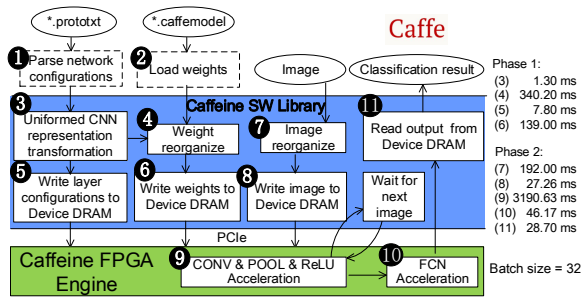 *.prototxt
*.caffemodel
Caffe
1 Parse network
configurations
2 Load weights
Image
Classification result
Caffeine SW Library
3 Uniformed CNN
representation
transformation
4 Weight
reorganize
7 Image
reorganize
11 Read output from
Device DRAM
5 Write layer
configurations to
Device DRAM
6 Write weights to
Device DRAM
8 Write image to
Device DRAM
Wait for
next
image
PCIe
Caffeine FPGA
Engine
9 CONV & POOL & ReLU
Acceleration
10 FCN
Acceleration
Phase 1:
(3) 1.30 ms
(4) 340.20 ms
(5) 7.80 ms
(6) 139.00 ms
Phase 2:
(7) 192.00 ms
(8) 27.26 ms
(9) 3190.63 ms
(10) 46.17 ms
(11) 28.70 ms
Batch size = 32